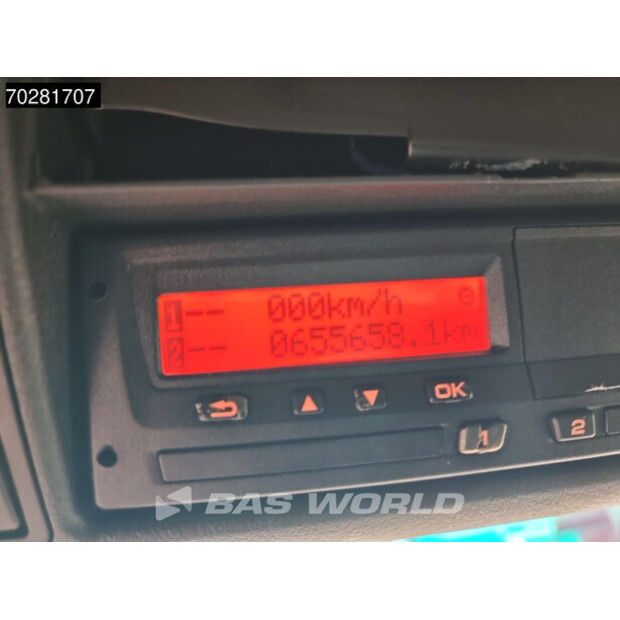 70281707
1 -- 000km/h
2 -- 0655658.1km
OK
1
2
BAS WORLD